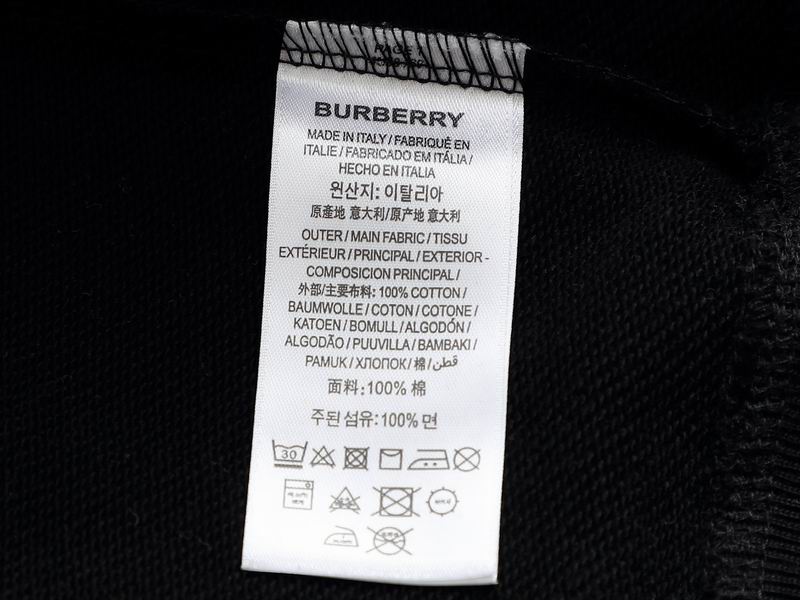 BURBERRY
MADE IN ITALY / FABRIQUÉ EN
ITALIE / FABRICADO EM ITÁLIA /
HECHO EN ITALIA
원산지: 이탈리아
原產地 意大利/原产地 意大利
OUTER / MAIN FABRIC / TISSU
EXTÉRIEUR / PRINCIPAL / EXTERIOR -
COMPOSICION PRINCIPAL /
外部/主要布料: 100% COTTON /
BAUMWOLLE / COTON / COTONE /
KATOEN / BOMULL / ALGODÓN /
ALGODÃO / PUUVILLA / BAMBAKI /
PAMUK / ХЛОПОК/ 棉/ قطن
面料: 100% 棉
주된 섬유: 100% 면
30